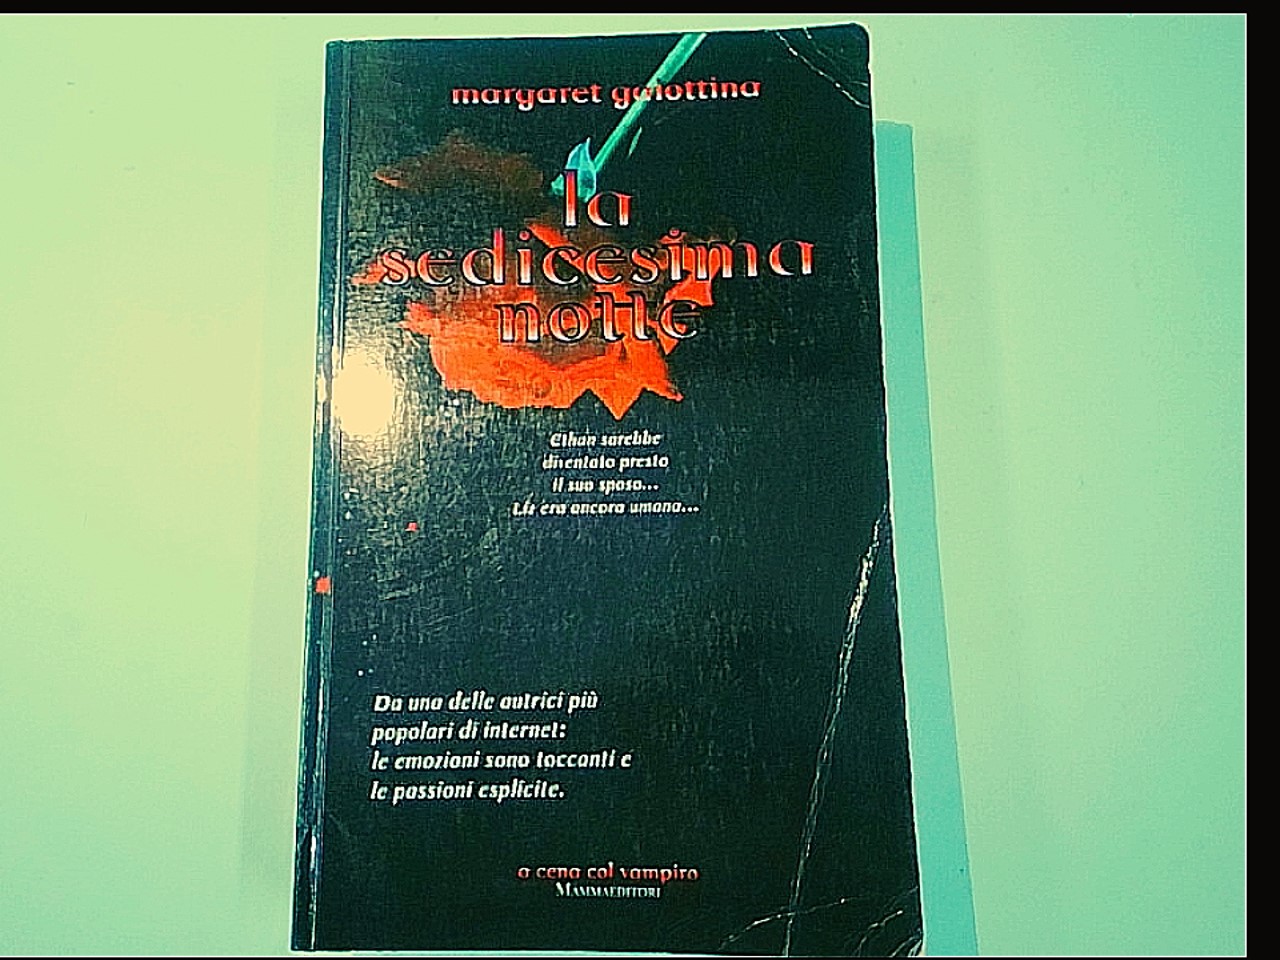 margaret gaiottina
la
sedicesima
notte
Ethan sarebbe
diventato presto
il suo sposo...
Liz era ancora umana...
Da una delle autrici più
popolari di internet:
le emozioni sono toccanti e
le passioni esplicite.
a cena col vampiro
MAMMAEDITORI